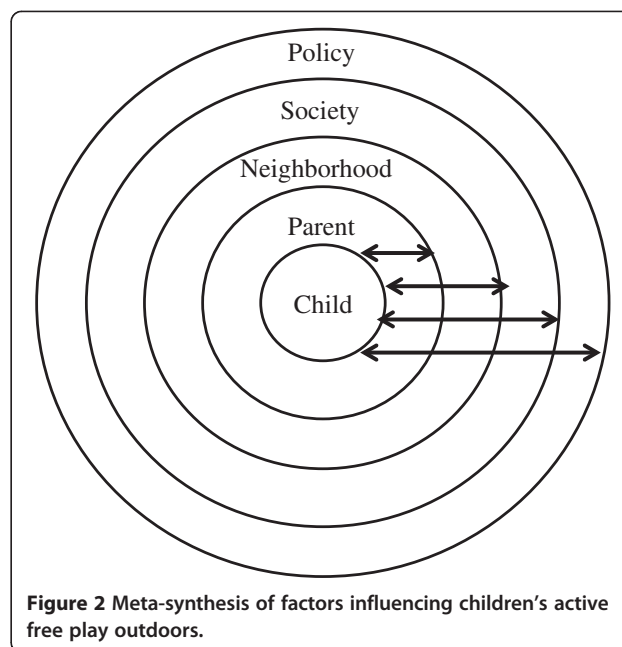 Policy
Society
Neighborhood
Parent
Child
Figure 2 Meta-synthesis of factors influencing children's active
free play outdoors.